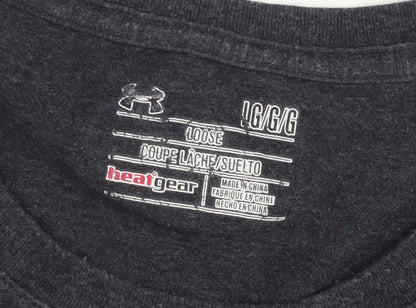 LG/G/G
LOOSE
COUPE LÂCHE/SUELTO
heatgear
MADE IN CHINA
FABRIQUÉ EN CHINE
HECHO EN CHINA